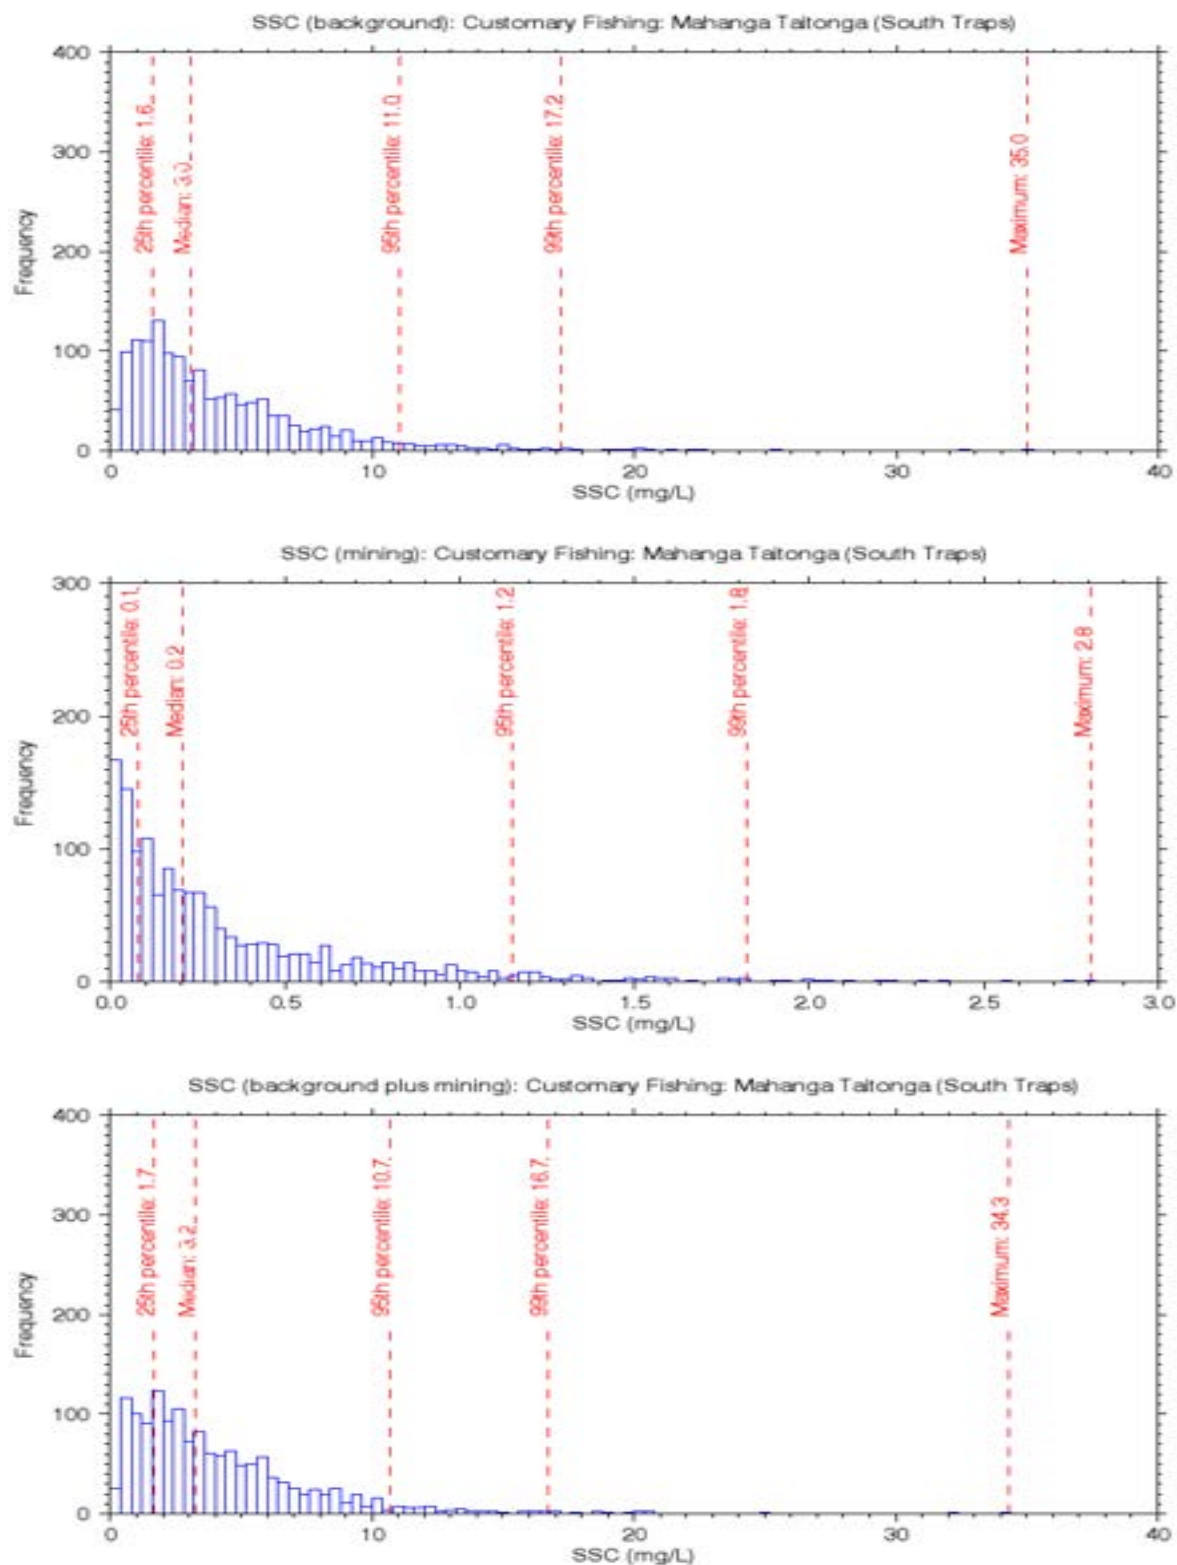 SSC (background): Customary Fishing: Mahanga Taitonga (South Traps)
400
300
200
100
0
Frequency
25th percentile: 1.6
Median: 3.0
95th percentile: 11.0
99th percentile: 17.2
Maximum: 35.0
0 10 20 30 40
SSC (mg/L)
SSC (mining): Customary Fishing: Mahanga Taitonga (South Traps)
300
200
100
0
Frequency
25th percentile: 0.1
Median: 0.2
95th percentile: 1.2
99th percentile: 1.8
Maximum: 2.8
0.0 0.5 1.0 1.5 2.0 2.5 3.0
SSC (mg/L)
SSC (background plus mining): Customary Fishing: Mahanga Taitonga (South Traps)
400
300
200
100
0
Frequency
25th percentile: 1.7
Median: 3.2
95th percentile: 10.7
99th percentile: 16.7
Maximum: 34.3
0 10 20 30 40
SSC (mg/L)